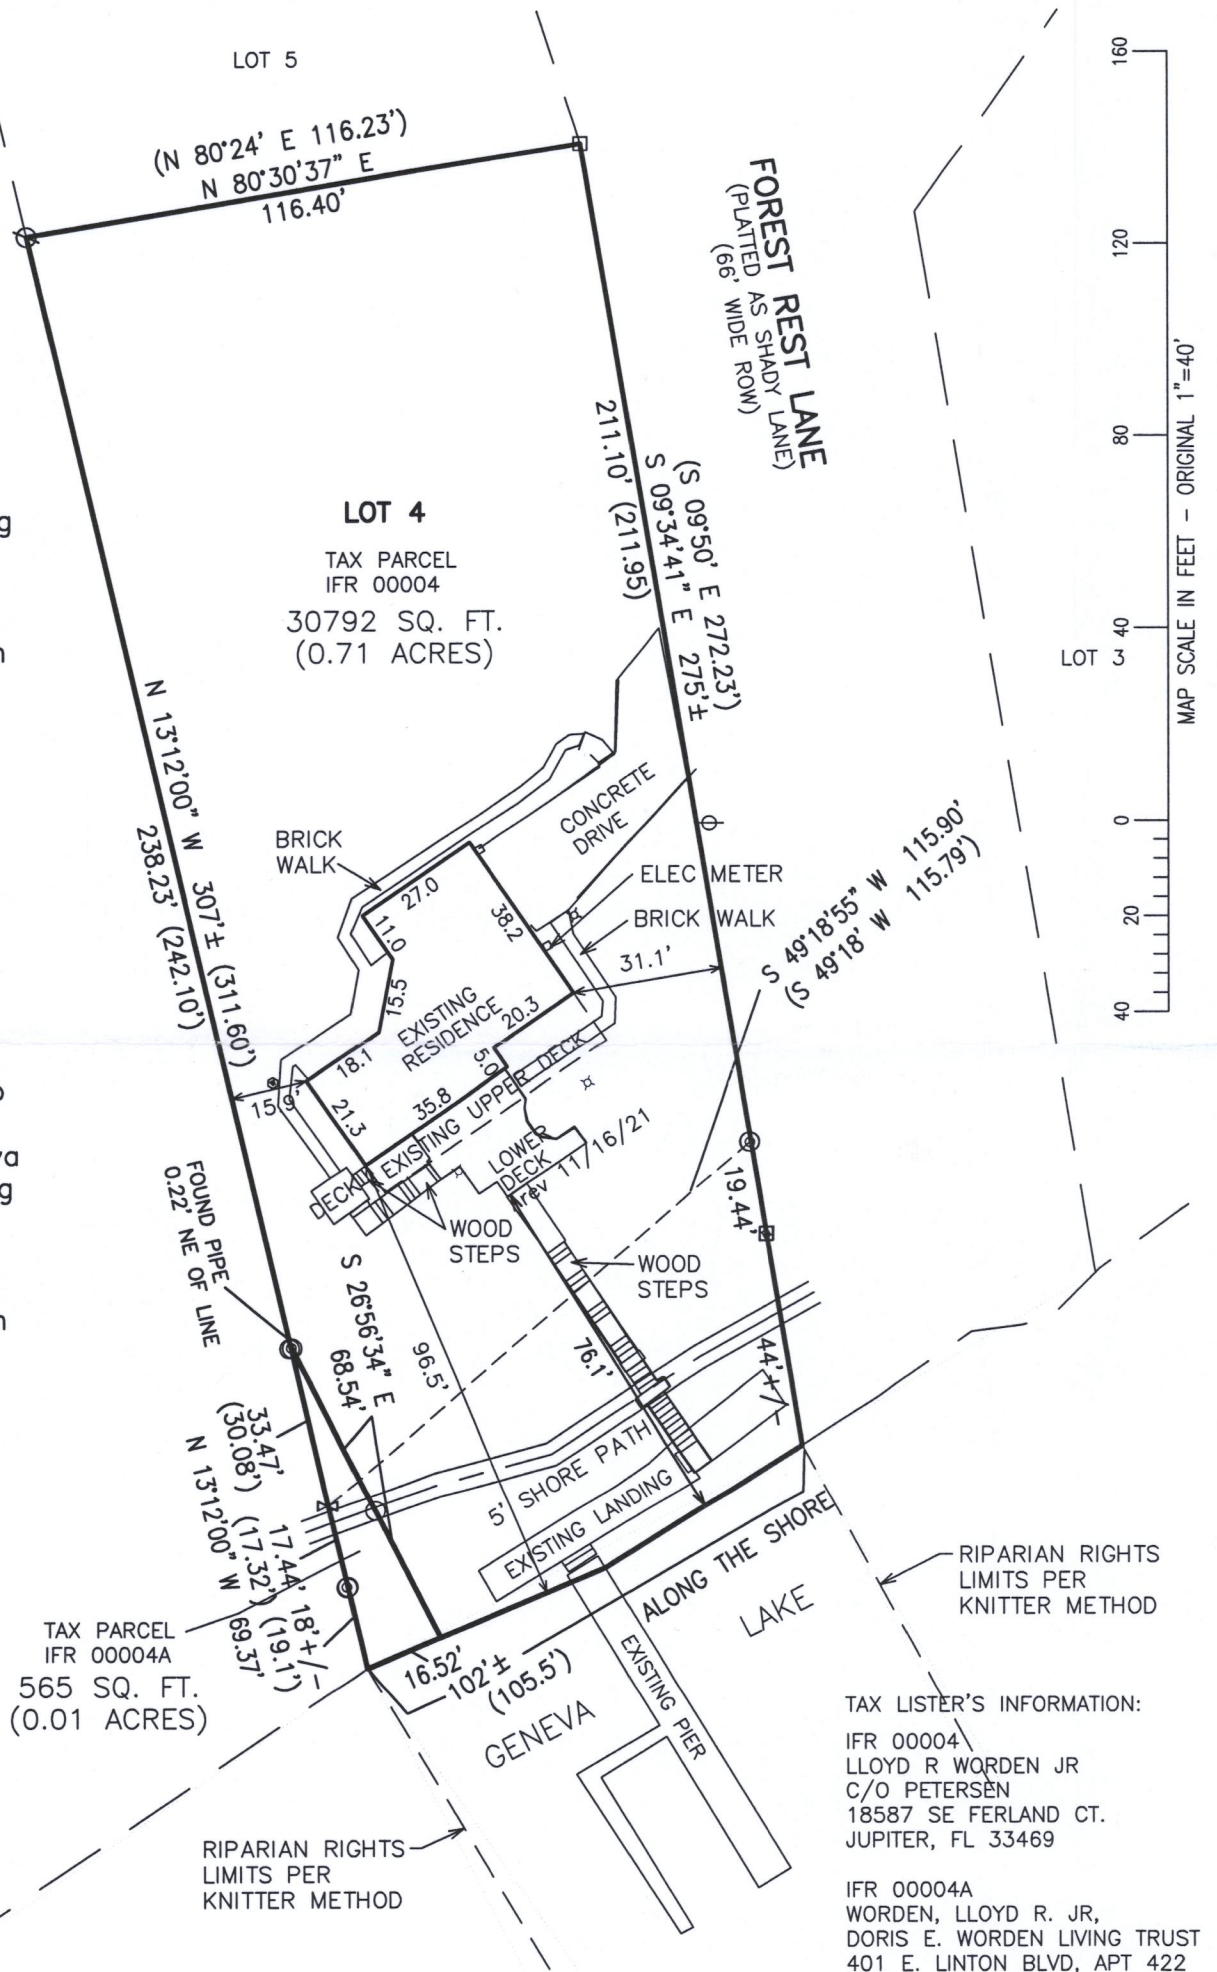 LOT 5
(N 80°24' E 116.23')
N 80°30'37" E
116.40'
FOREST REST LANE
(PLATTED AS SHADY LANE)
(66' WIDE ROW)
160
120
80
40
0
20
40
MAP SCALE IN FEET - ORIGINAL 1"=40'
LOT 4
TAX PARCEL
IFR 00004
30792 SQ. FT.
(0.71 ACRES)
211.10' (211.95)
(S 09°50' E 272.23')
S 09°34'41" E 275'±
LOT 3
N 13°12'00" W 307'± (311.60')
238.23' (242.10')
BRICK
WALK
CONCRETE
DRIVE
ELEC METER
BRICK WALK
27.0
11.0
38.2
15.5
31.1'
S 49°18'55" W 115.90'
(S 49°18' W 115.79')
EXISTING
RESIDENCE
20.3
18.1
5.0
15.9'
21.3
35.8
EXISTING UPPER DECK
LOWER
DECK
rev 11/16/21
DECK
WOOD
STEPS
WOOD
STEPS
19.44'
FOUND PIPE
0.22' NE OF LINE
S 26°56'34" E
68.54'
96.5'
76.1'
44'+/-
33.47'
(30.08')
17.44'
(17.32')
18'+/-
(19.1')
N 13°12'00" W 69.37'
5' SHORE PATH
EXISTING LANDING
ALONG THE SHORE
RIPARIAN RIGHTS
LIMITS PER
KNITTER METHOD
TAX PARCEL
IFR 00004A
565 SQ. FT.
(0.01 ACRES)
16.52'
102'±
(105.5')
GENEVA
LAKE
EXISTING PIER
RIPARIAN RIGHTS
LIMITS PER
KNITTER METHOD
TAX LISTER'S INFORMATION:
IFR 00004
LLOYD R WORDEN JR
C/O PETERSEN
18587 SE FERLAND CT.
JUPITER, FL 33469
IFR 00004A
WORDEN, LLOYD R. JR,
DORIS E. WORDEN LIVING TRUST
401 E. LINTON BLVD, APT 422